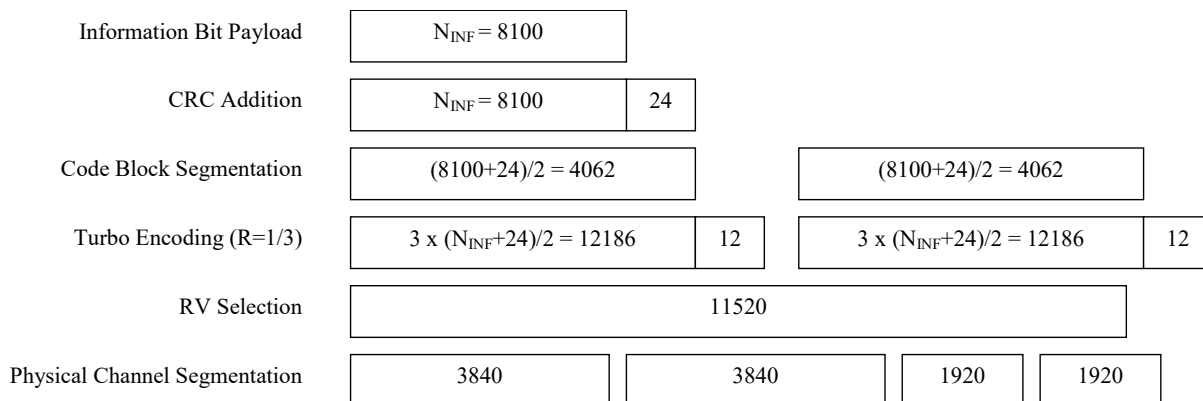 Information Bit Payload N_INF = 8100
CRC Addition N_INF = 8100 24
Code Block Segmentation (8100+24)/2 = 4062 (8100+24)/2 = 4062
Turbo Encoding (R=1/3) 3 x (N_INF+24)/2 = 12186 12 3 x (N_INF+24)/2 = 12186 12
RV Selection 11520
Physical Channel Segmentation 3840 3840 1920 1920